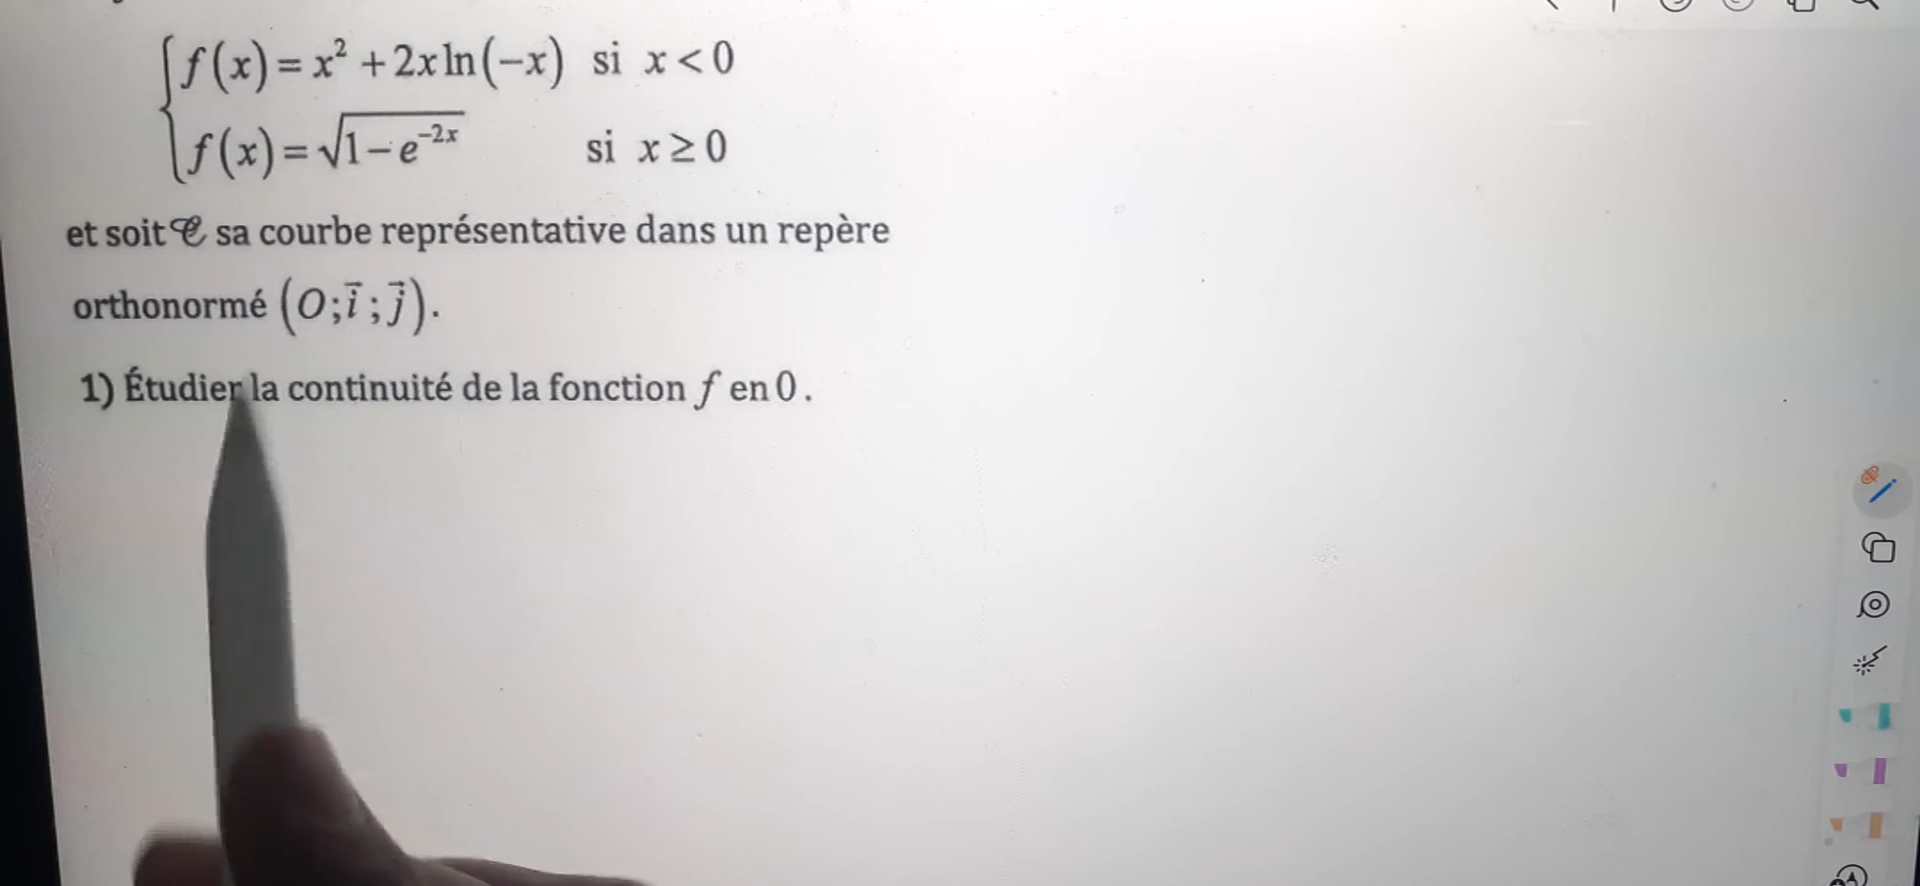 f(x) = x² + 2x ln(−x) si x < 0
f(x) = √(1 − e⁻²ˣ) si x ≥ 0
et soit 𝒞 sa courbe représentative dans un repère
orthonormé (O; i⃗ ; j⃗).
1) Étudier la continuité de la fonction f en 0.